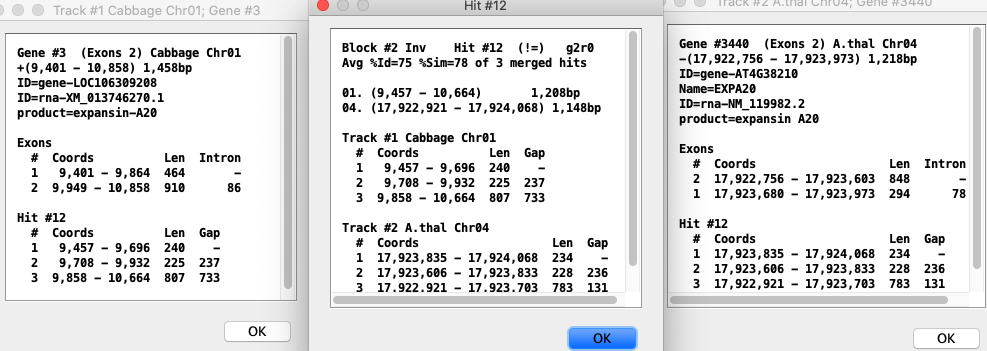 Track #1 Cabbage Chr01; Gene #3
Gene #3 (Exons 2) Cabbage Chr01
+(9,401 - 10,858) 1,458bp
ID=gene-LOC106309208
ID=rna-XM_013746270.1
product=expansin-A20
Exons
# Coords Len Intron
1 9,401 - 9,864 464 -
2 9,949 - 10,858 910 86
Hit #12
# Coords Len Gap
1 9,457 - 9,696 240 -
2 9,708 - 9,932 225 237
3 9,858 - 10,664 807 733
OK
Hit #12
Block #2 Inv Hit #12 (!=) g2r0
Avg %Id=75 %Sim=78 of 3 merged hits
01. (9,457 - 10,664) 1,208bp
04. (17,922,921 - 17,924,068) 1,148bp
Track #1 Cabbage Chr01
# Coords Len Gap
1 9,457 - 9,696 240 -
2 9,708 - 9,932 225 237
3 9,858 - 10,664 807 733
Track #2 A.thal Chr04
# Coords Len Gap
1 17,923,835 - 17,924,068 234 -
2 17,923,606 - 17,923,833 228 236
3 17,922,921 - 17,923,703 783 131
OK
Track #2 A.thal Chr04; Gene #3440
Gene #3440 (Exons 2) A.thal Chr04
-(17,922,756 - 17,923,973) 1,218bp
ID=gene-AT4G38210
Name=EXPA20
ID=rna-NM_119982.2
product=expansin A20
Exons
# Coords Len Intron
2 17,922,756 - 17,923,603 848 -
1 17,923,680 - 17,923,973 294 78
Hit #12
# Coords Len Gap
1 17,923,835 - 17,924,068 234 -
2 17,923,606 - 17,923,833 228 236
3 17,922,921 - 17,923,703 783 131
OK